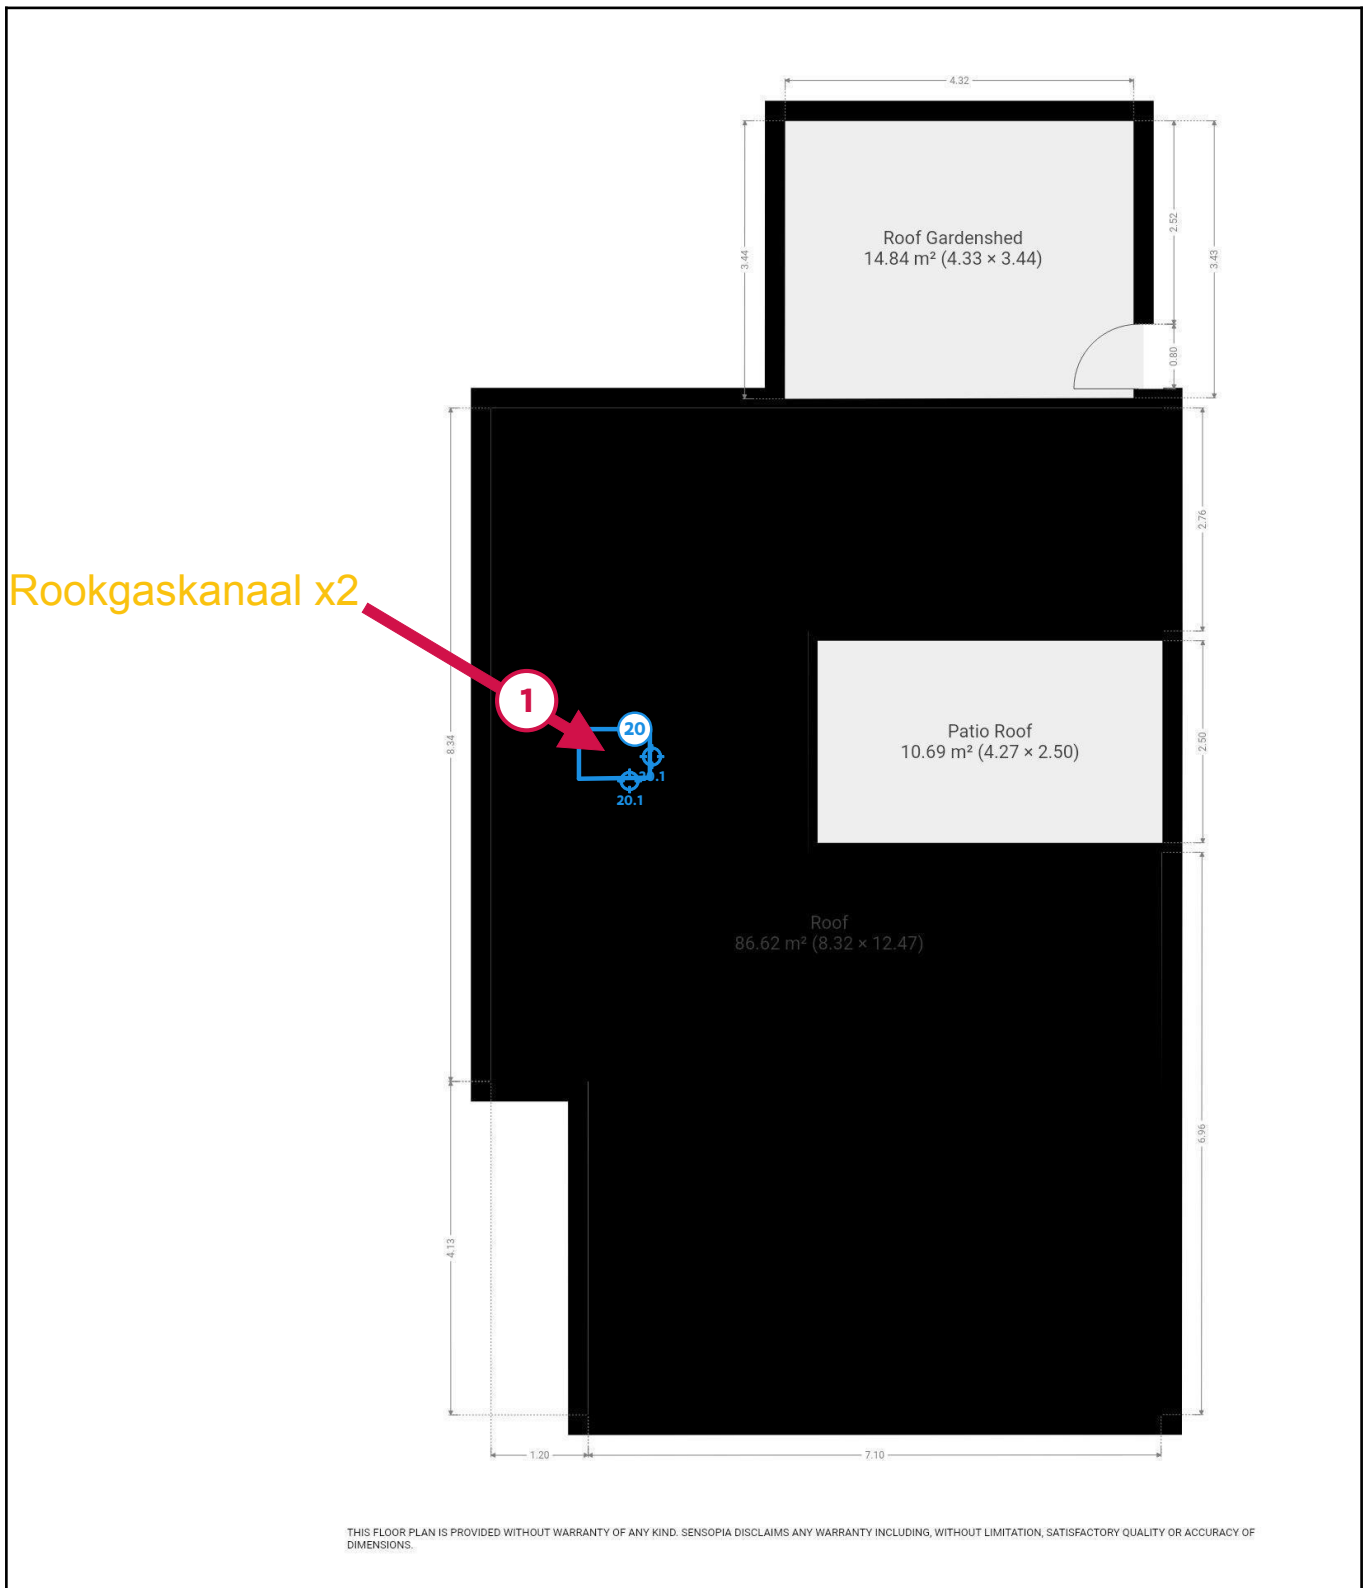 4.32
Roof Gardenshed
14.84 m² (4.33 × 3.44)
3.44
2.52
3.43
0.80
2.76
Rookgaskanaal x2
1
20
20.1
20.1
8.34
Patio Roof
10.69 m² (4.27 × 2.50)
2.50
Roof
86.62 m² (8.32 × 12.47)
6.96
4.13
1.20
7.10
THIS FLOOR PLAN IS PROVIDED WITHOUT WARRANTY OF ANY KIND. SENSOPIA DISCLAIMS ANY WARRANTY INCLUDING, WITHOUT LIMITATION, SATISFACTORY QUALITY OR ACCURACY OF
DIMENSIONS.